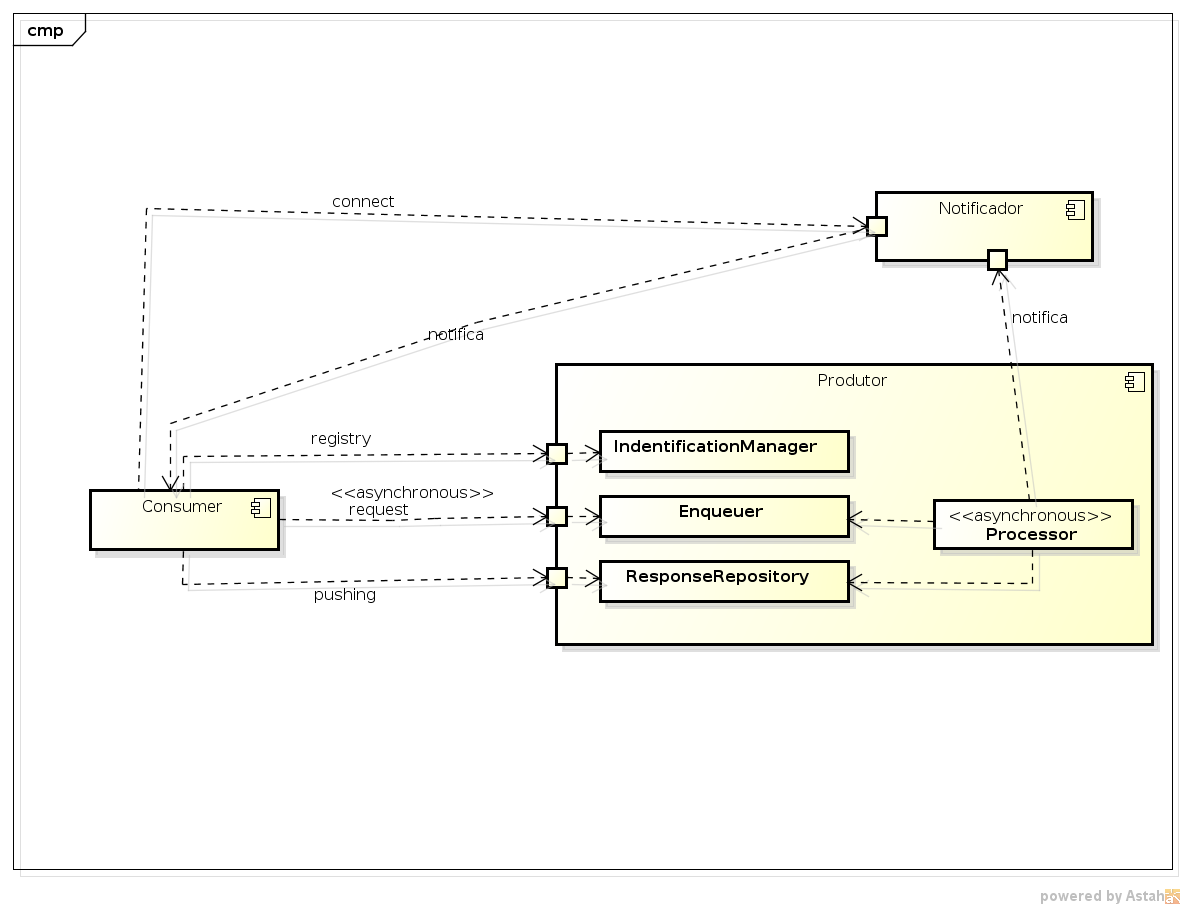 cmp
connect
Notificador
notifica
notifica
Produtor
registry
IndentificationManager
<<asynchronous>>
request
Consumer
Enqueuer
<<asynchronous>>
Processor
ResponseRepository
pushing
powered by Astah